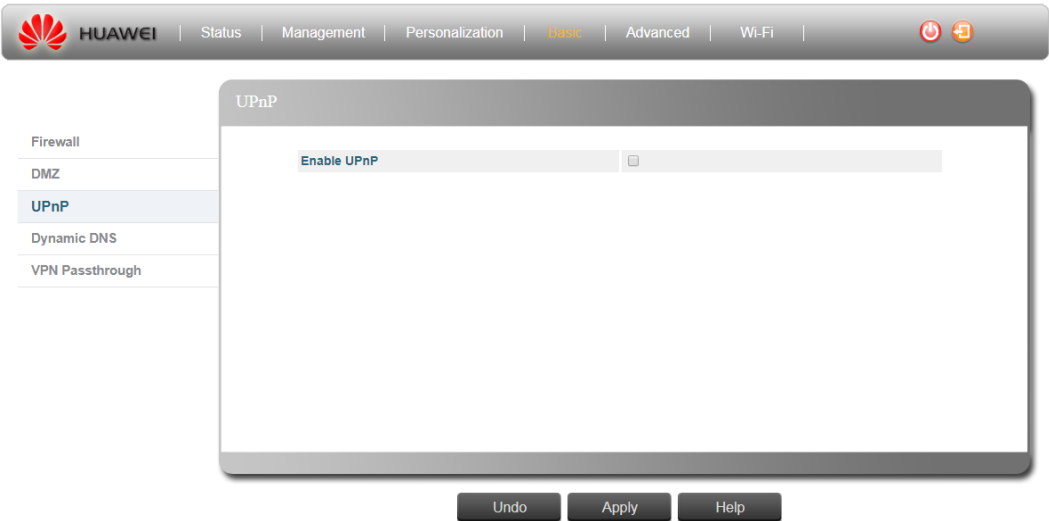 HUAWEI | Status | Management | Personalization | Basic | Advanced | Wi-Fi |
UPnP
Firewall
DMZ
UPnP
Dynamic DNS
VPN Passthrough
Enable UPnP
Undo Apply Help